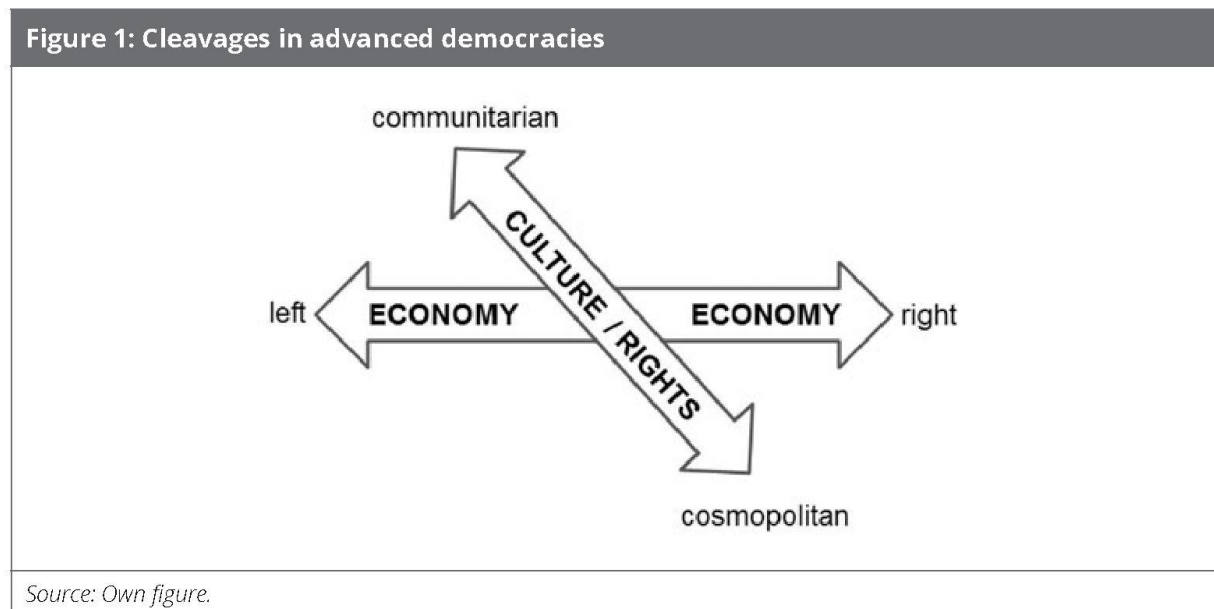 Figure 1: Cleavages in advanced democracies
communitarian
CULTURE / RIGHTS
left
ECONOMY
ECONOMY
right
cosmopolitan
Source: Own figure.